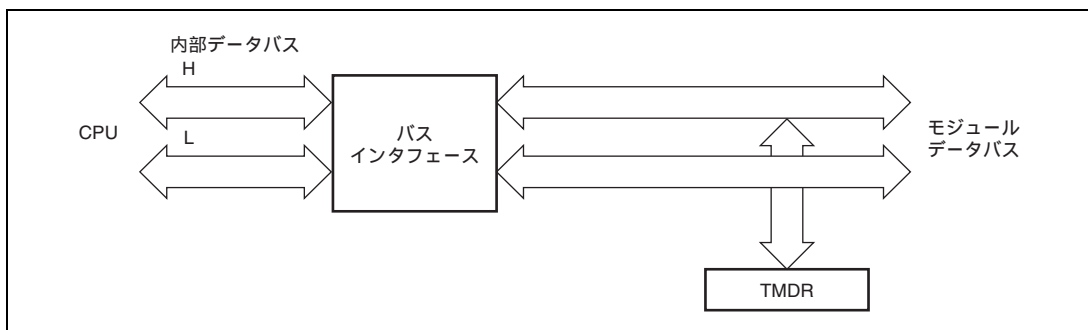 内部データバス
H
CPU
L
バス
インタフェース
モジュール
データバス
TMDR